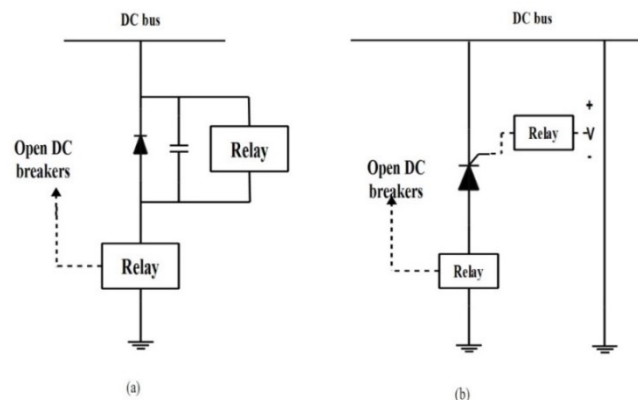 DC bus
Open DC
breakers
Relay
Relay
(a)
DC bus
+
V
-
Relay
Open DC
breakers
Relay
(b)